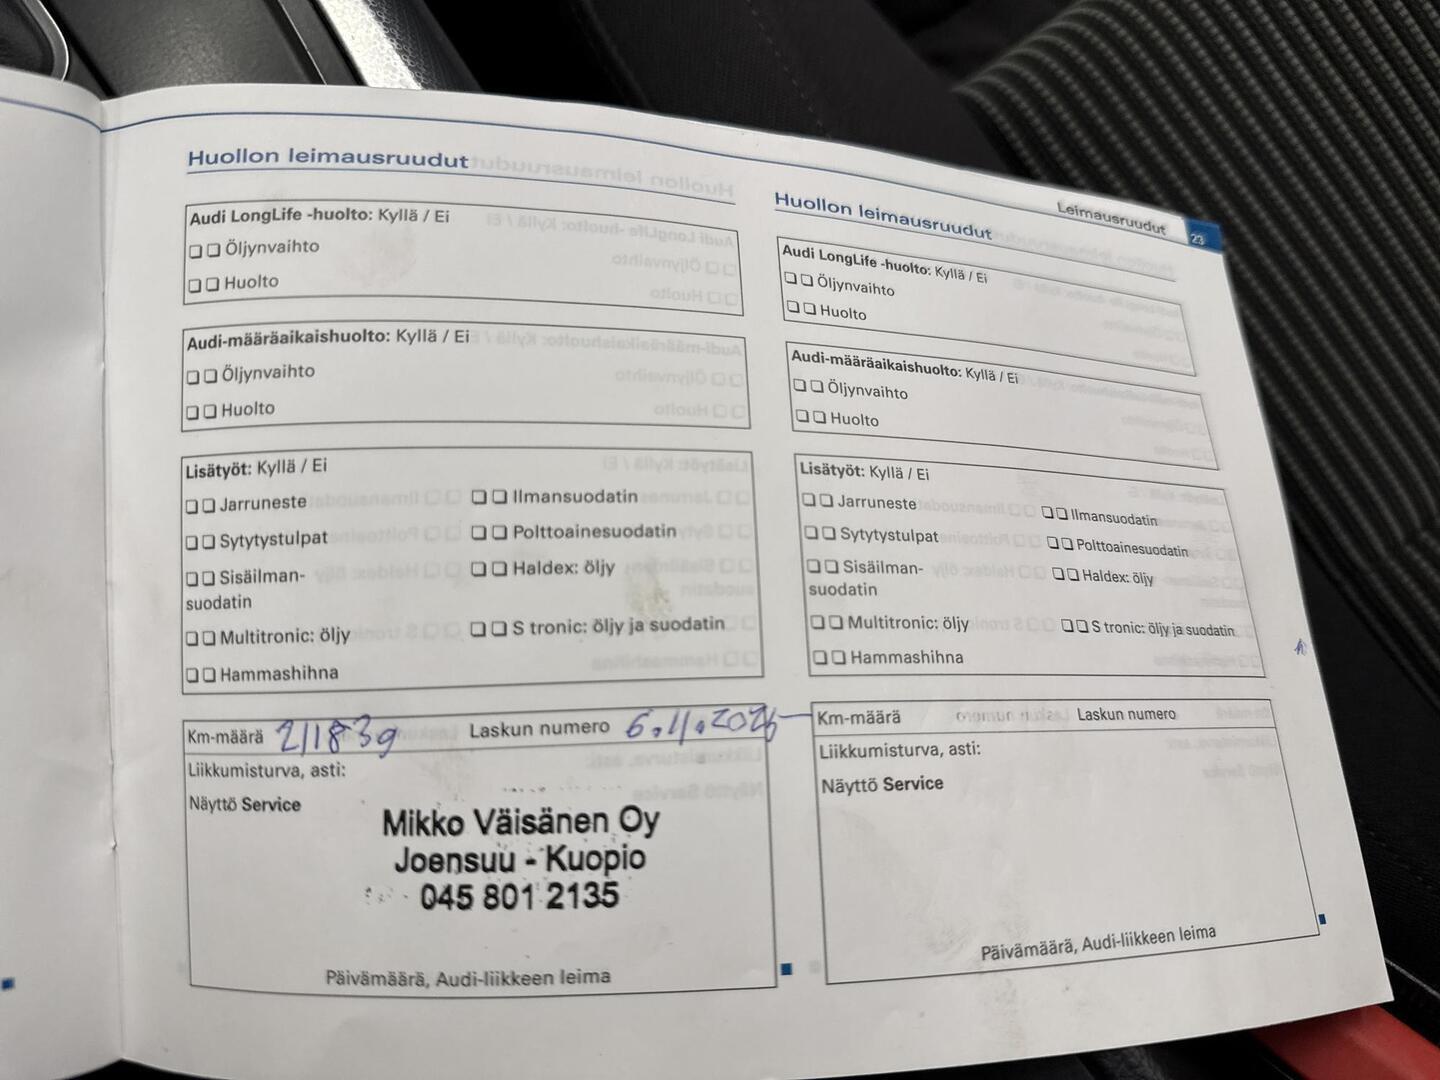 Leimausruudut 23
Huollon leimausruudut
Audi LongLife -huolto: Kyllä / Ei
❏ ❏ Öljynvaihto
❏ ❏ Huolto
Audi-määräaikaishuolto: Kyllä / Ei
❏ ❏ Öljynvaihto
❏ ❏ Huolto
Lisätyöt: Kyllä / Ei
❏ ❏ Jarruneste ❏ ❏ Ilmansuodatin
❏ ❏ Sytytystulpat ❏ ❏ Polttoainesuodatin
❏ ❏ Sisäilman- ❏ ❏ Haldex: öljy
suodatin
❏ ❏ Multitronic: öljy ❏ ❏ S tronic: öljy ja suodatin
❏ ❏ Hammashihna
Km-määrä 211839 Laskun numero
Liikkumisturva, asti:
Näyttö Service
Mikko Väisänen Oy
Joensuu - Kuopio
045 801 2135
Päivämäärä, Audi-liikkeen leima
Huollon leimausruudut
Audi LongLife -huolto: Kyllä / Ei
❏ ❏ Öljynvaihto
❏ ❏ Huolto
Audi-määräaikaishuolto: Kyllä / Ei
❏ ❏ Öljynvaihto
❏ ❏ Huolto
Lisätyöt: Kyllä / Ei
❏ ❏ Jarruneste ❏ ❏ Ilmansuodatin
❏ ❏ Sytytystulpat ❏ ❏ Polttoainesuodatin
❏ ❏ Sisäilman- ❏ ❏ Haldex: öljy
suodatin
❏ ❏ Multitronic: öljy ❏ ❏ S tronic: öljy ja suodatin
❏ ❏ Hammashihna
Km-määrä Laskun numero
Liikkumisturva, asti:
Näyttö Service
Päivämäärä, Audi-liikkeen leima